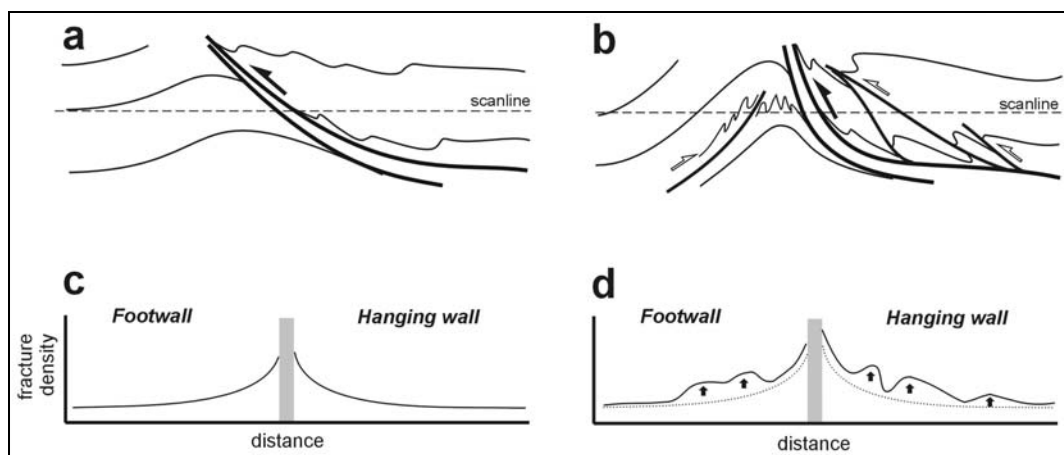 a
scanline
b
scanline
c
Footwall
Hanging wall
fracture
density
distance
d
Footwall
Hanging wall
distance